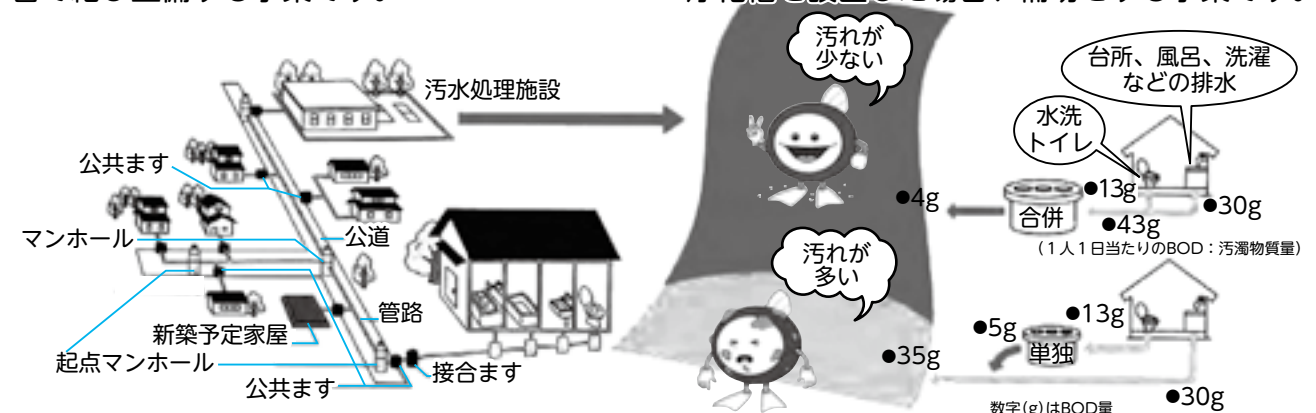 汚水処理施設
公共ます
マンホール
公道
管路
新築予定家屋
起点マンホール
公共ます
接合ます
汚れが
少ない
台所、風呂、洗濯
などの排水
水洗
トイレ
●13g
合併
●4g
●43g
●30g
(1人1日当たりのBOD:汚濁物質量)
汚れが
多い
●13g
●5g
単独
●35g
●30g
数字(g)はBOD量